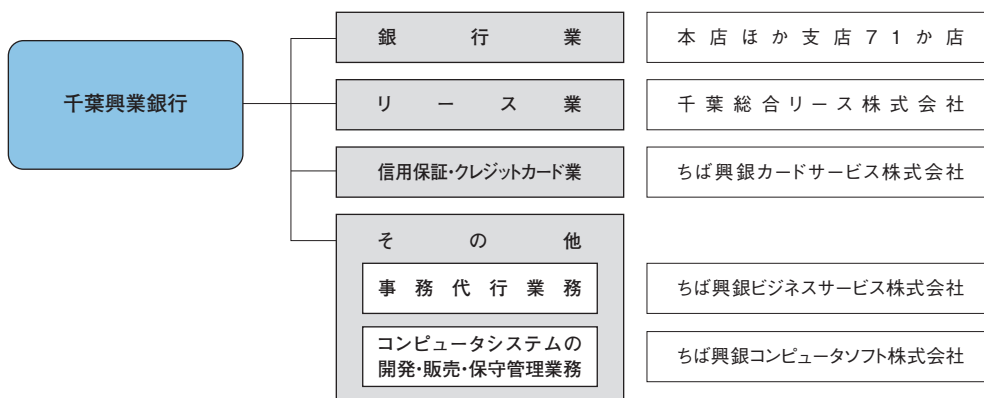 千葉興業銀行
銀行業
本店ほか支店71か店
リース業
千葉総合リース株式会社
信用保証・クレジットカード業
ちば興銀カードサービス株式会社
その他
事務代行業務
ちば興銀ビジネスサービス株式会社
コンピュータシステムの
開発・販売・保守管理業務
ちば興銀コンピュータソフト株式会社